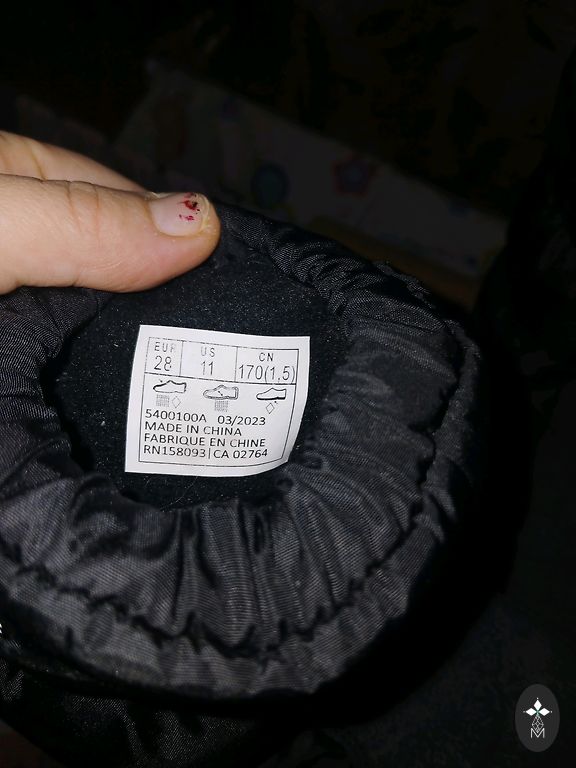 EUR US CN
28 11 170(1.5)
5400100A 03/2023
MADE IN CHINA
FABRIQUE EN CHINE
RN158093|CA 02764
M